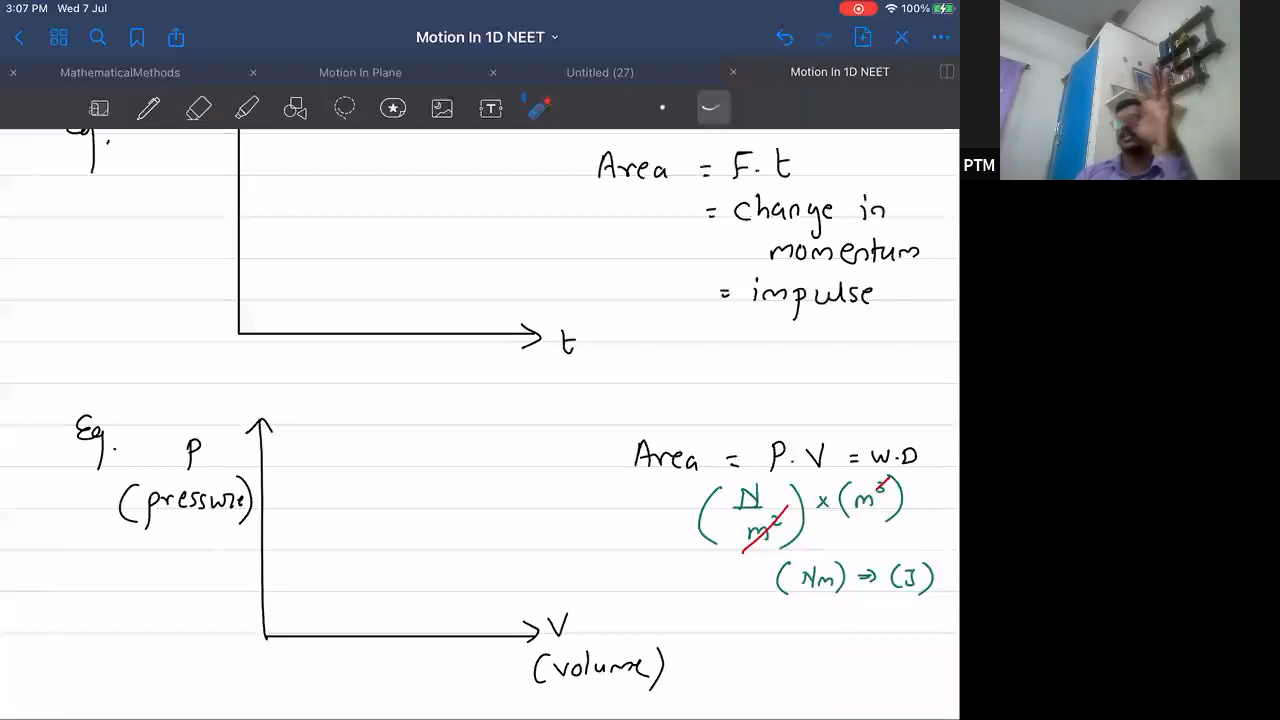 3:07 PM Wed 7 Jul
100%
Motion In 1D NEET
MathematicalMethods
Motion In Plane
Untitled (27)
Motion In 1D NEET
PTM
Eg.
Area = F. t
= change in
momentum
= impulse
t
Eg.
P
(pressure)
V
(volume)
Area = P. V = W.D
(N/m²) × (m³)
(Nm) ⇒ (J)